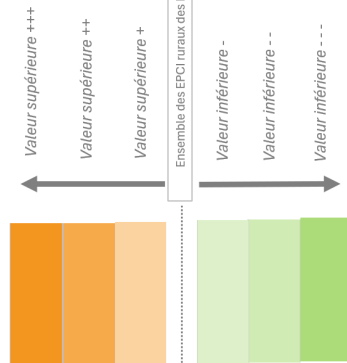 Valeur supérieure +++
Valeur supérieure ++
Valeur supérieure +
Ensemble des EPCI ruraux des
Valeur inférieure -
Valeur inférieure - -
Valeur inférieure - - -